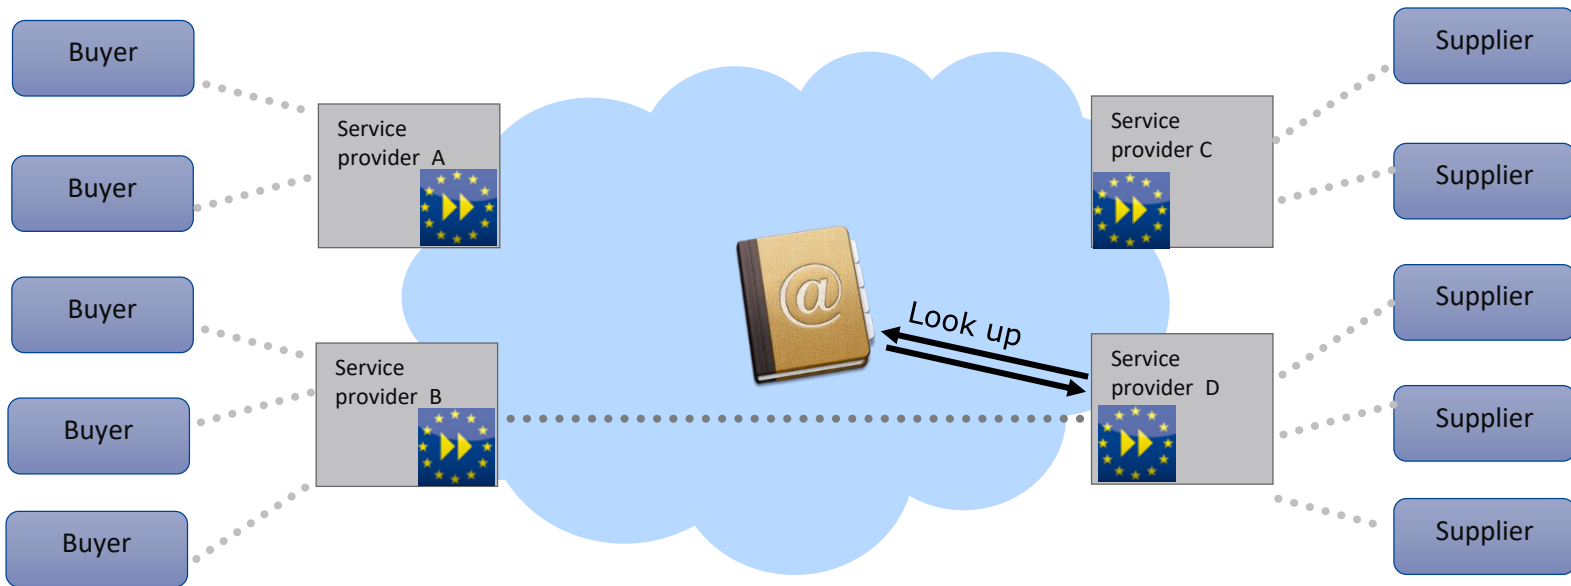 Buyer
Supplier
Service
provider  A
Service
provider C
Buyer
Supplier
@
Buyer
Supplier
Look up
Service
provider  B
Service
provider  D
Buyer
Supplier
Buyer
Supplier